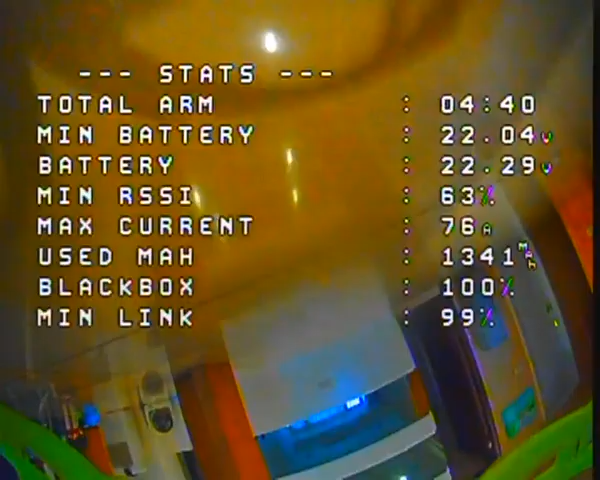 --- STATS ---
TOTAL ARM : 04:40
MIN BATTERY : 22.04V
BATTERY : 22.29V
MIN RSSI : 63%
MAX CURRENT : 76A
USED MAH : 1341MAH
BLACKBOX : 100%
MIN LINK : 99%